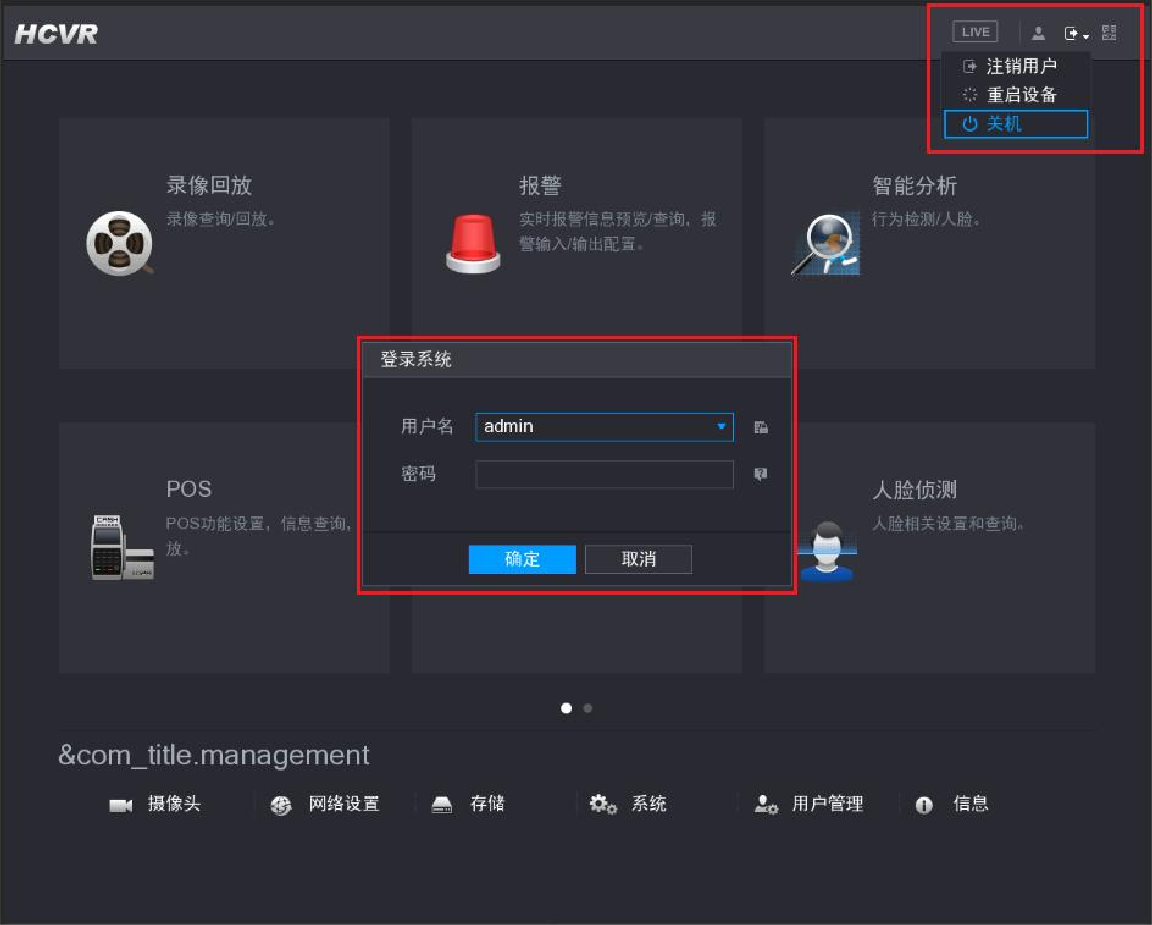 HCVR
LIVE
注销用户
重启设备
关机
录像回放
录像查询/回放。
报警
实时报警信息预览/查询，报
警输入/输出配置。
智能分析
行为检测/人脸。
登录系统
用户名
admin
密码
确定
取消
POS
POS功能设置，信息查询，
放。
人脸侦测
人脸相关设置和查询。
&com_title.management
摄像头
网络设置
存储
系统
用户管理
信息